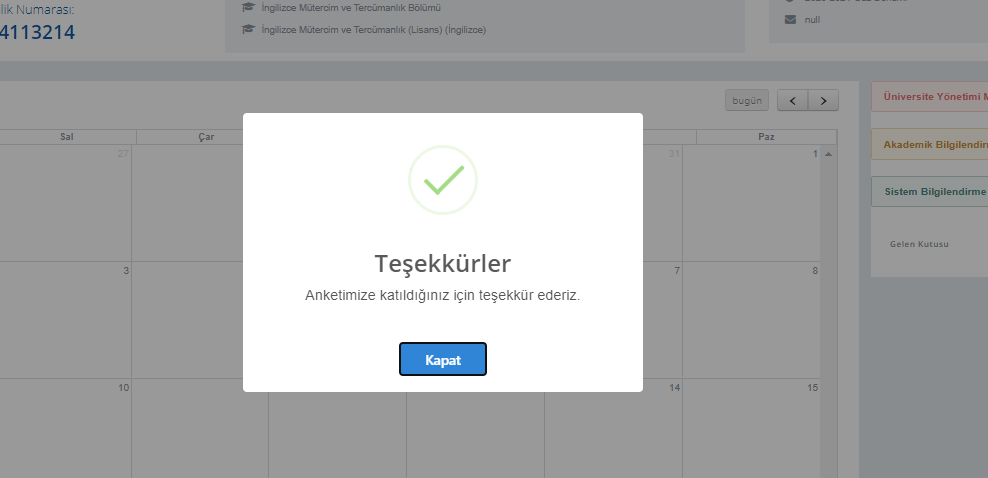 lik Numarası:
4113214
İngilizce Mütercim ve Tercümanlık Bölümü
İngilizce Mütercim ve Tercümanlık (Lisans) (İngilizce)
null
bugün
Üniversite Yönetimi M
Akademik Bilgilendirm
Sistem Bilgilendirme
Gelen Kutusu
Sal
Çar
Paz
27
31
1
3
7
8
10
14
15
Teşekkürler
Anketimize katıldığınız için teşekkür ederiz.
Kapat